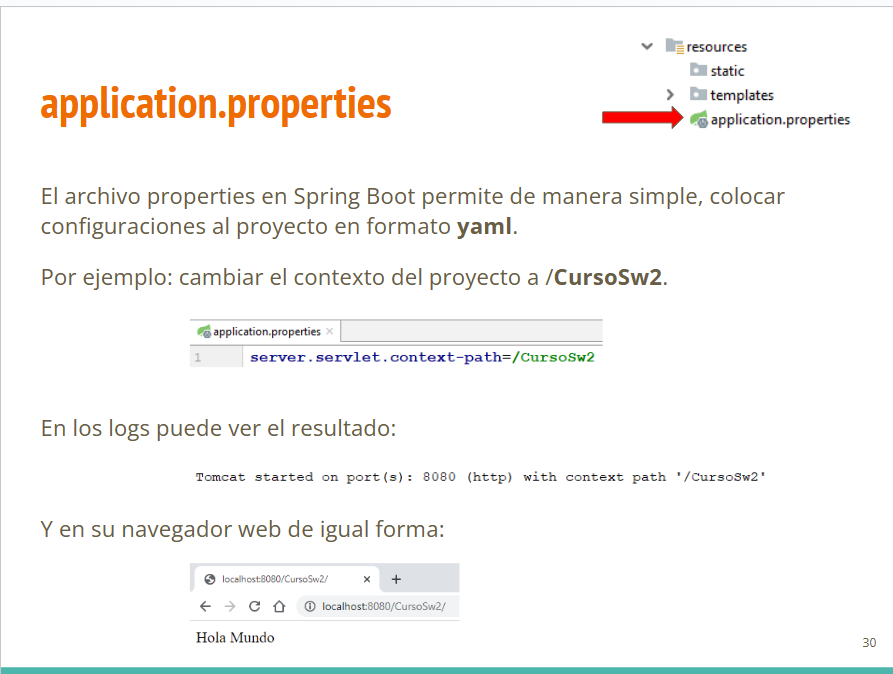 resources
static
templates
application.properties
application.properties
El archivo properties en Spring Boot permite de manera simple, colocar
configuraciones al proyecto en formato yaml.
Por ejemplo: cambiar el contexto del proyecto a /CursoSw2.
application.properties ×
1 server.servlet.context-path=/CursoSw2
En los logs puede ver el resultado:
Tomcat started on port(s): 8080 (http) with context path '/CursoSw2'
Y en su navegador web de igual forma:
localhost:8080/CursoSw2/
localhost:8080/CursoSw2/
Hola Mundo
30